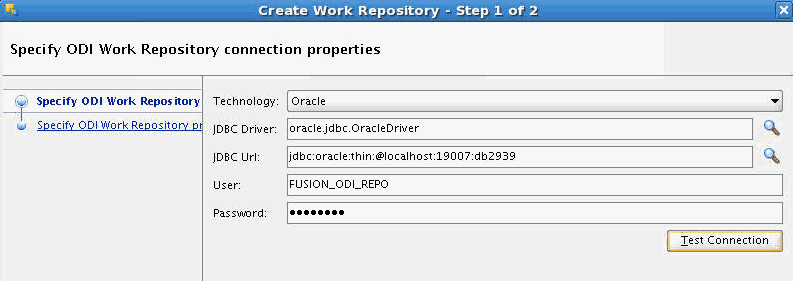 Create Work Repository - Step 1 of 2
Specify ODI Work Repository connection properties
Specify ODI Work Repository
Specify ODI Work Repository pr
Technology: Oracle
JDBC Driver: oracle.jdbc.OracleDriver
JDBC Url: jdbc:oracle:thin:@localhost:19007:db2939
User: FUSION_ODI_REPO
Password: ●●●●●●●●
Test Connection